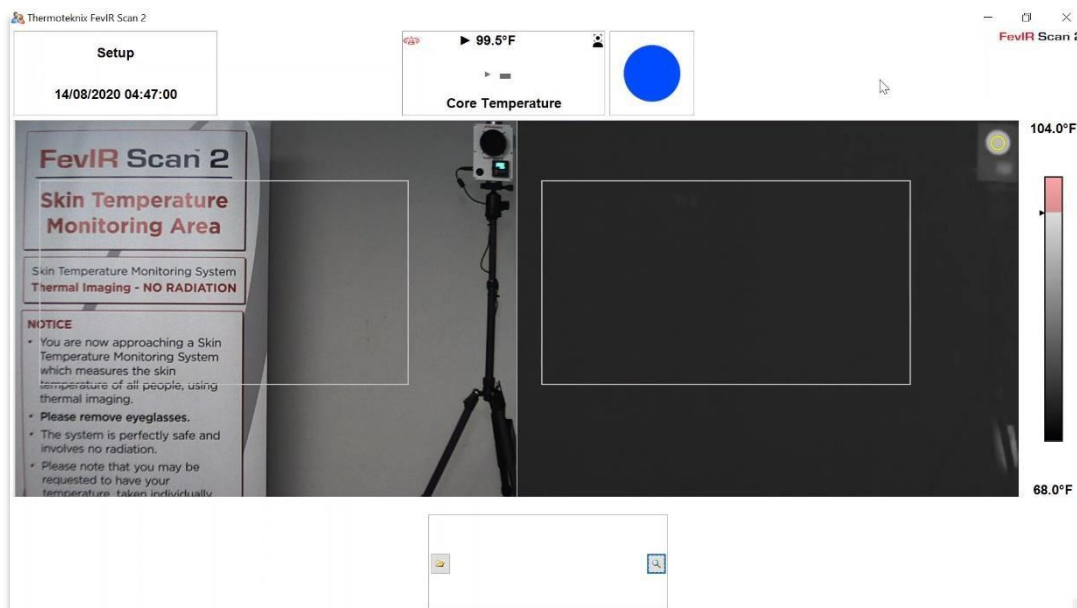 Thermoteknix FevIR Scan 2
FevIR Scan 2
Setup
14/08/2020 04:47:00
99.5°F
Core Temperature
104.0°F
68.0°F
FevIR Scan 2
Skin Temperature
Monitoring Area
Skin Temperature Monitoring System
Thermal Imaging - NO RADIATION
NOTICE
• You are now approaching a Skin
Temperature Monitoring System
which measures the skin
temperature of all people, using
thermal imaging.
• Please remove eyeglasses.
• The system is perfectly safe and
involves no radiation.
• Please note that you may be
requested to have your
temperature taken individually